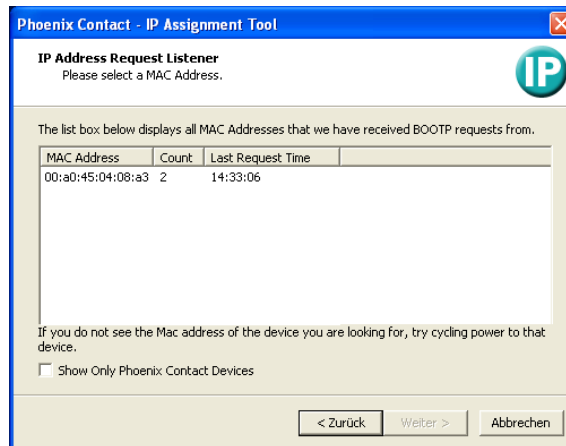 Phoenix Contact - IP Assignment Tool
IP Address Request Listener
Please select a MAC Address.
IP
The list box below displays all MAC Addresses that we have received BOOTP requests from.
MAC Address Count Last Request Time
00:a0:45:04:08:a3 2 14:33:06
If you do not see the Mac address of the device you are looking for, try cycling power to that
device.
Show Only Phoenix Contact Devices
< Zurück Weiter > Abbrechen